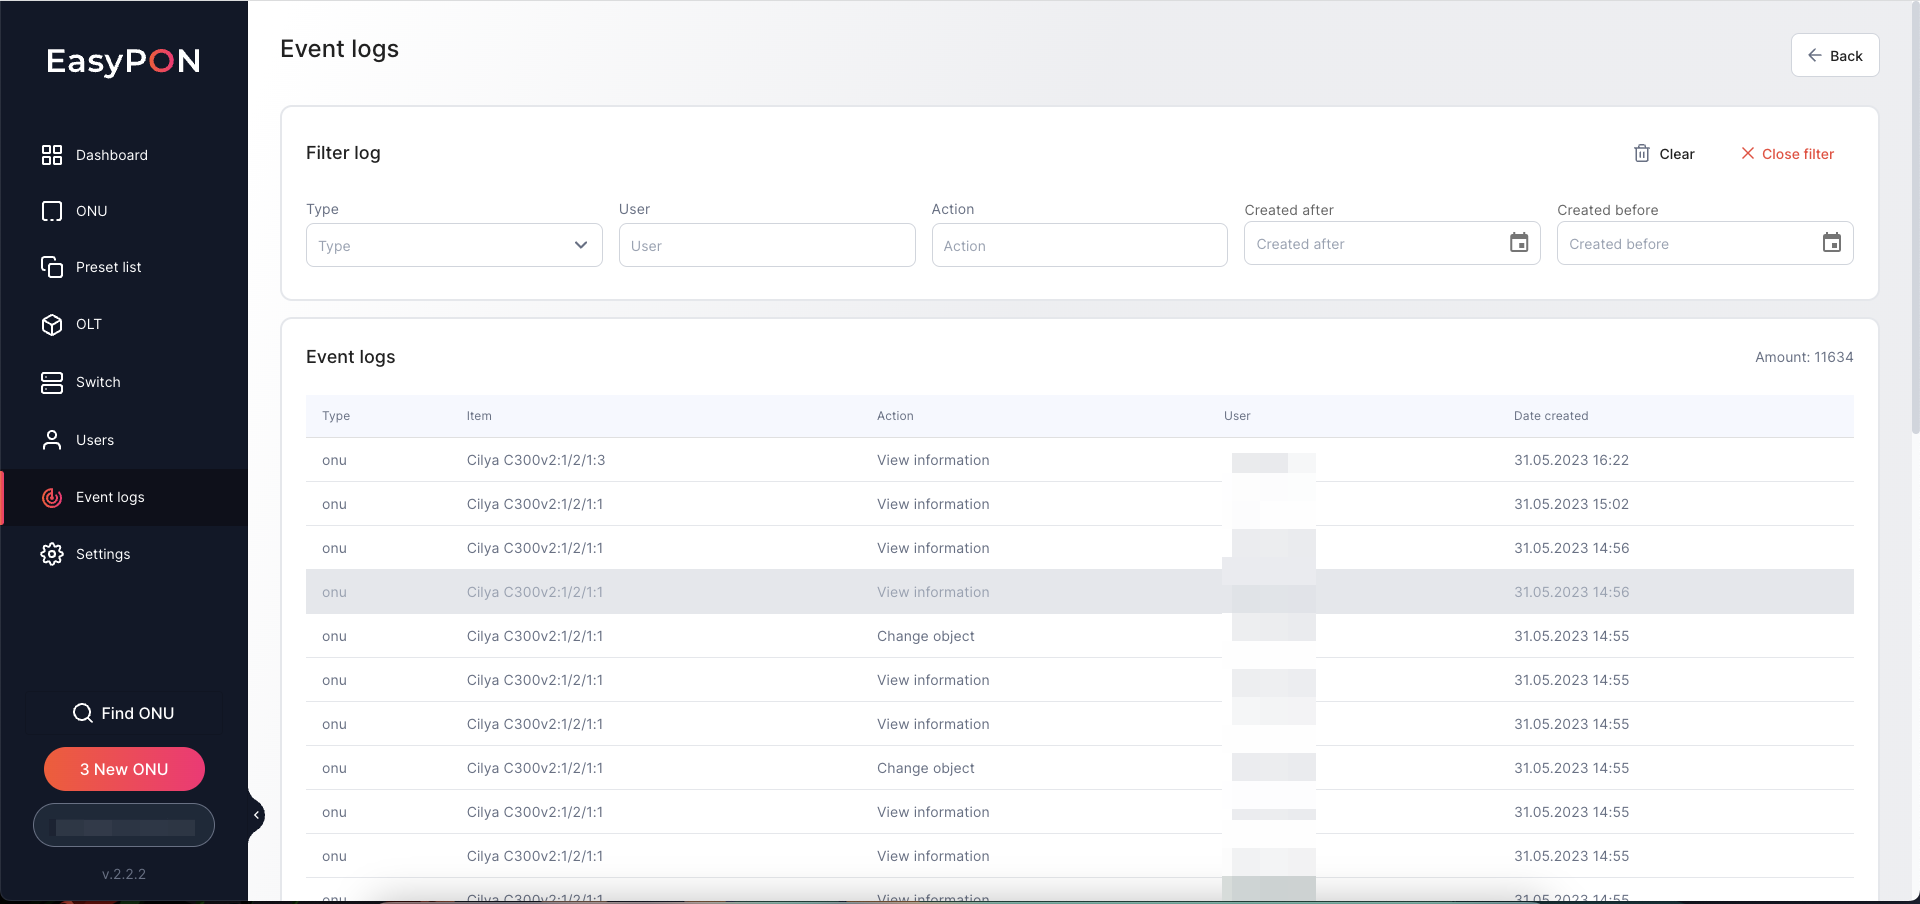 EasyPON
Dashboard
ONU
Preset list
OLT
Switch
Users
Event logs
Settings
Find ONU
3 New ONU
v.2.2.2
Event logs
Back
Filter log
Clear
Close filter
Type
User
Action
Created after
Created before
Type
User
Action
Created after
Created before
Event logs
Amount: 11634
Type Item Action User Date created
onu Cilya C300v2:1/2/1:3 View information 31.05.2023 16:22
onu Cilya C300v2:1/2/1:1 View information 31.05.2023 15:02
onu Cilya C300v2:1/2/1:1 View information 31.05.2023 14:56
onu Cilya C300v2:1/2/1:1 View information 31.05.2023 14:56
onu Cilya C300v2:1/2/1:1 Change object 31.05.2023 14:55
onu Cilya C300v2:1/2/1:1 View information 31.05.2023 14:55
onu Cilya C300v2:1/2/1:1 View information 31.05.2023 14:55
onu Cilya C300v2:1/2/1:1 Change object 31.05.2023 14:55
onu Cilya C300v2:1/2/1:1 View information 31.05.2023 14:55
onu Cilya C300v2:1/2/1:1 View information 31.05.2023 14:55
onu Cilya C300v2:1/2/1:1 View information 31.05.2023 14:55